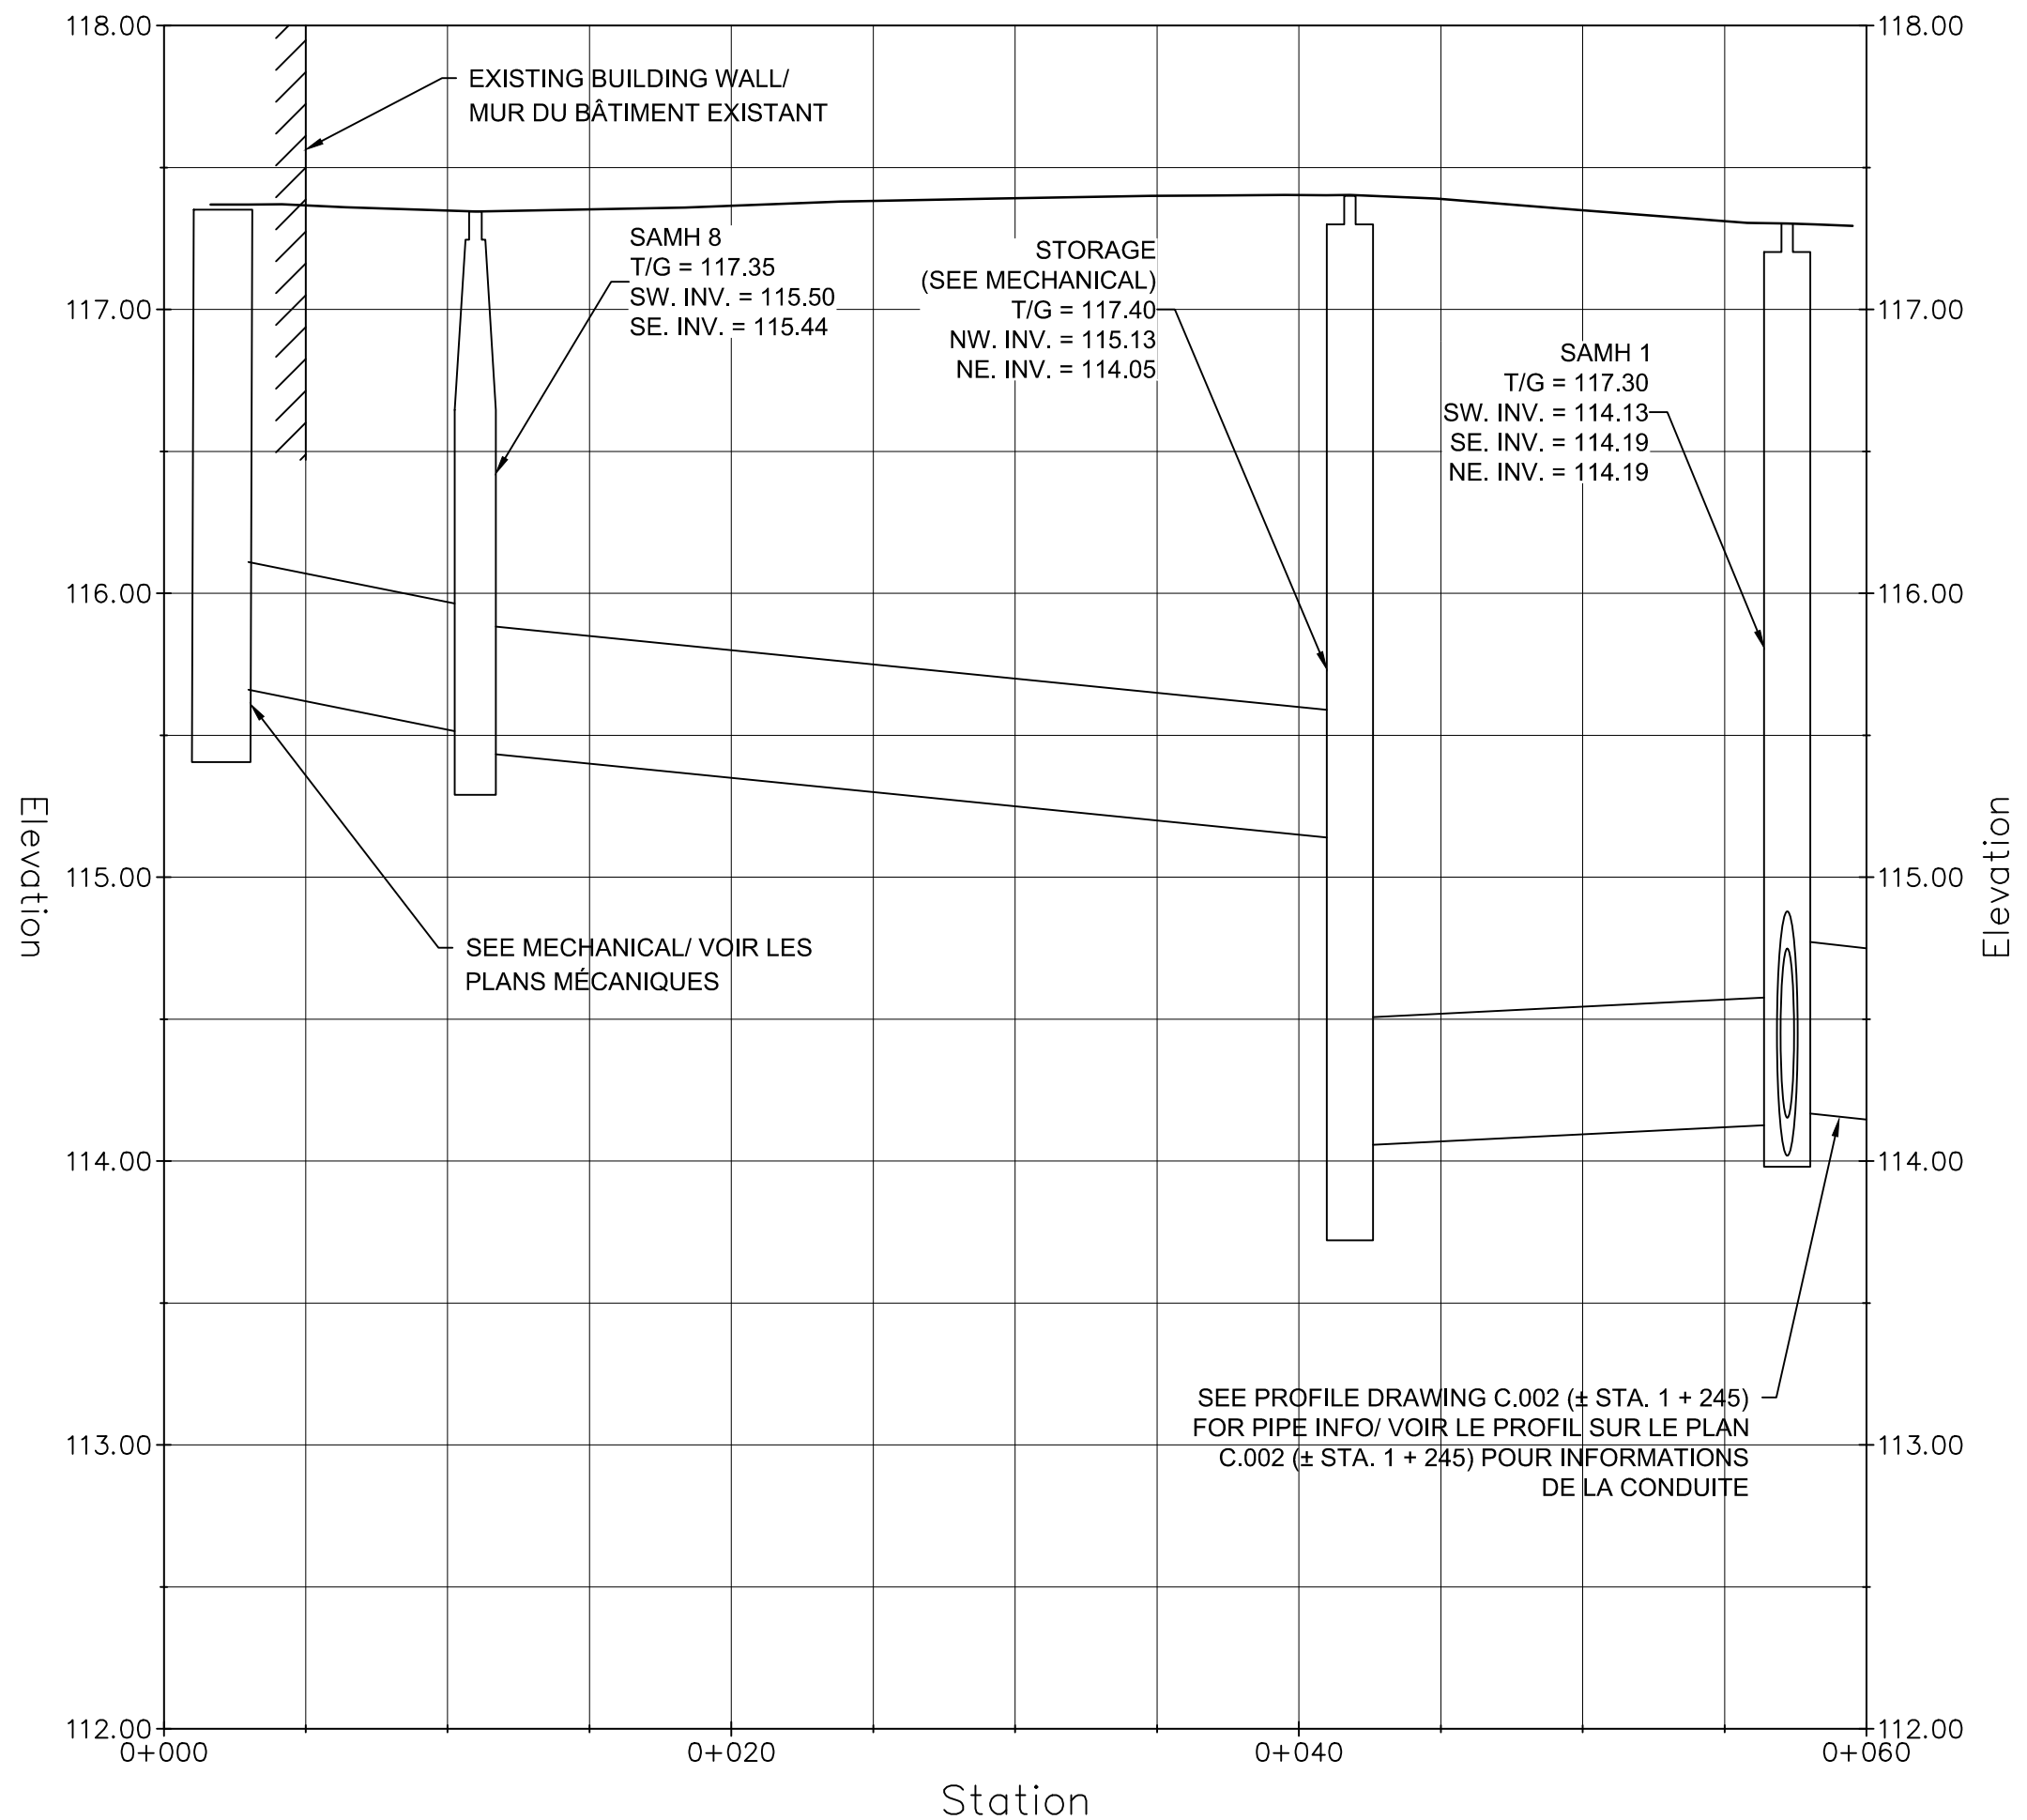 118.00
118.00
EXISTING BUILDING WALL/
MUR DU BÂTIMENT EXISTANT
SAMH 8
T/G = 117.35
SW. INV. = 115.50
SE. INV. = 115.44
STORAGE
(SEE MECHANICAL)
T/G = 117.40
NW. INV. = 115.13
NE. INV. = 114.05
117.00
117.00
SAMH 1
T/G = 117.30
SW. INV. = 114.13
SE. INV. = 114.19
NE. INV. = 114.19
116.00
116.00
Elevation
Elevation
115.00
115.00
SEE MECHANICAL/ VOIR LES
PLANS MÉCANIQUES
114.00
114.00
SEE PROFILE DRAWING C.002 (± STA. 1 + 245)
FOR PIPE INFO/ VOIR LE PROFIL SUR LE PLAN
C.002 (± STA. 1 + 245) POUR INFORMATIONS
DE LA CONDUITE
113.00
113.00
112.00
112.00
0+000
0+020
0+040
0+060
Station